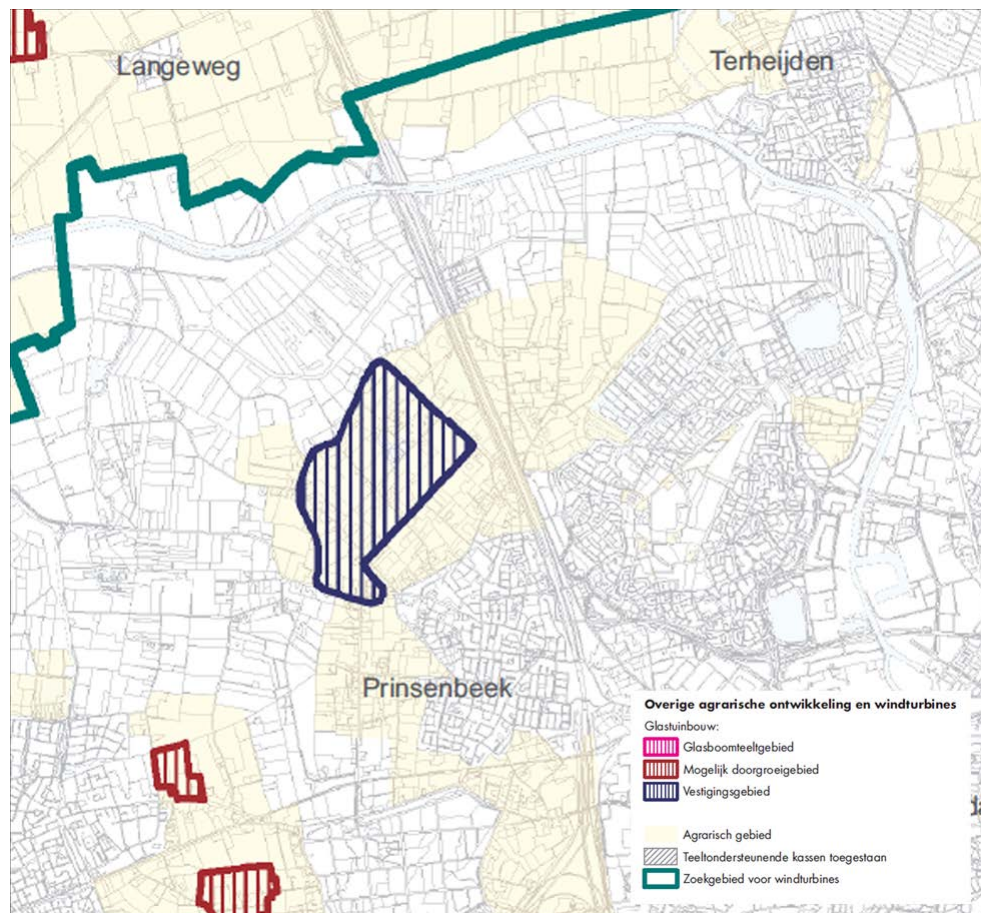 Langeweg
Terheijden
Prinsenbeek
Overige agrarische ontwikkeling en windturbines
Glastuinbouw:
Glasboomteeltgebied
Mogelijk doorgroeigebied
Vestigingsgebied
Agrarisch gebied
Teeltondersteunende kassen toegestaan
Zoekgebied voor windturbines